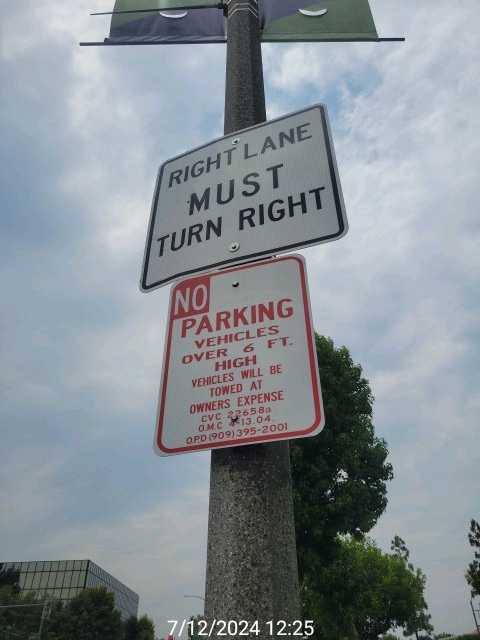 RIGHT LANE
MUST
TURN RIGHT
NO
PARKING
VEHICLES
OVER 6 FT.
HIGH
VEHICLES WILL BE
TOWED AT
OWNERS EXPENSE
CVC 22658a
O.P.D (909) 395-2001
7/12/2024 12:25